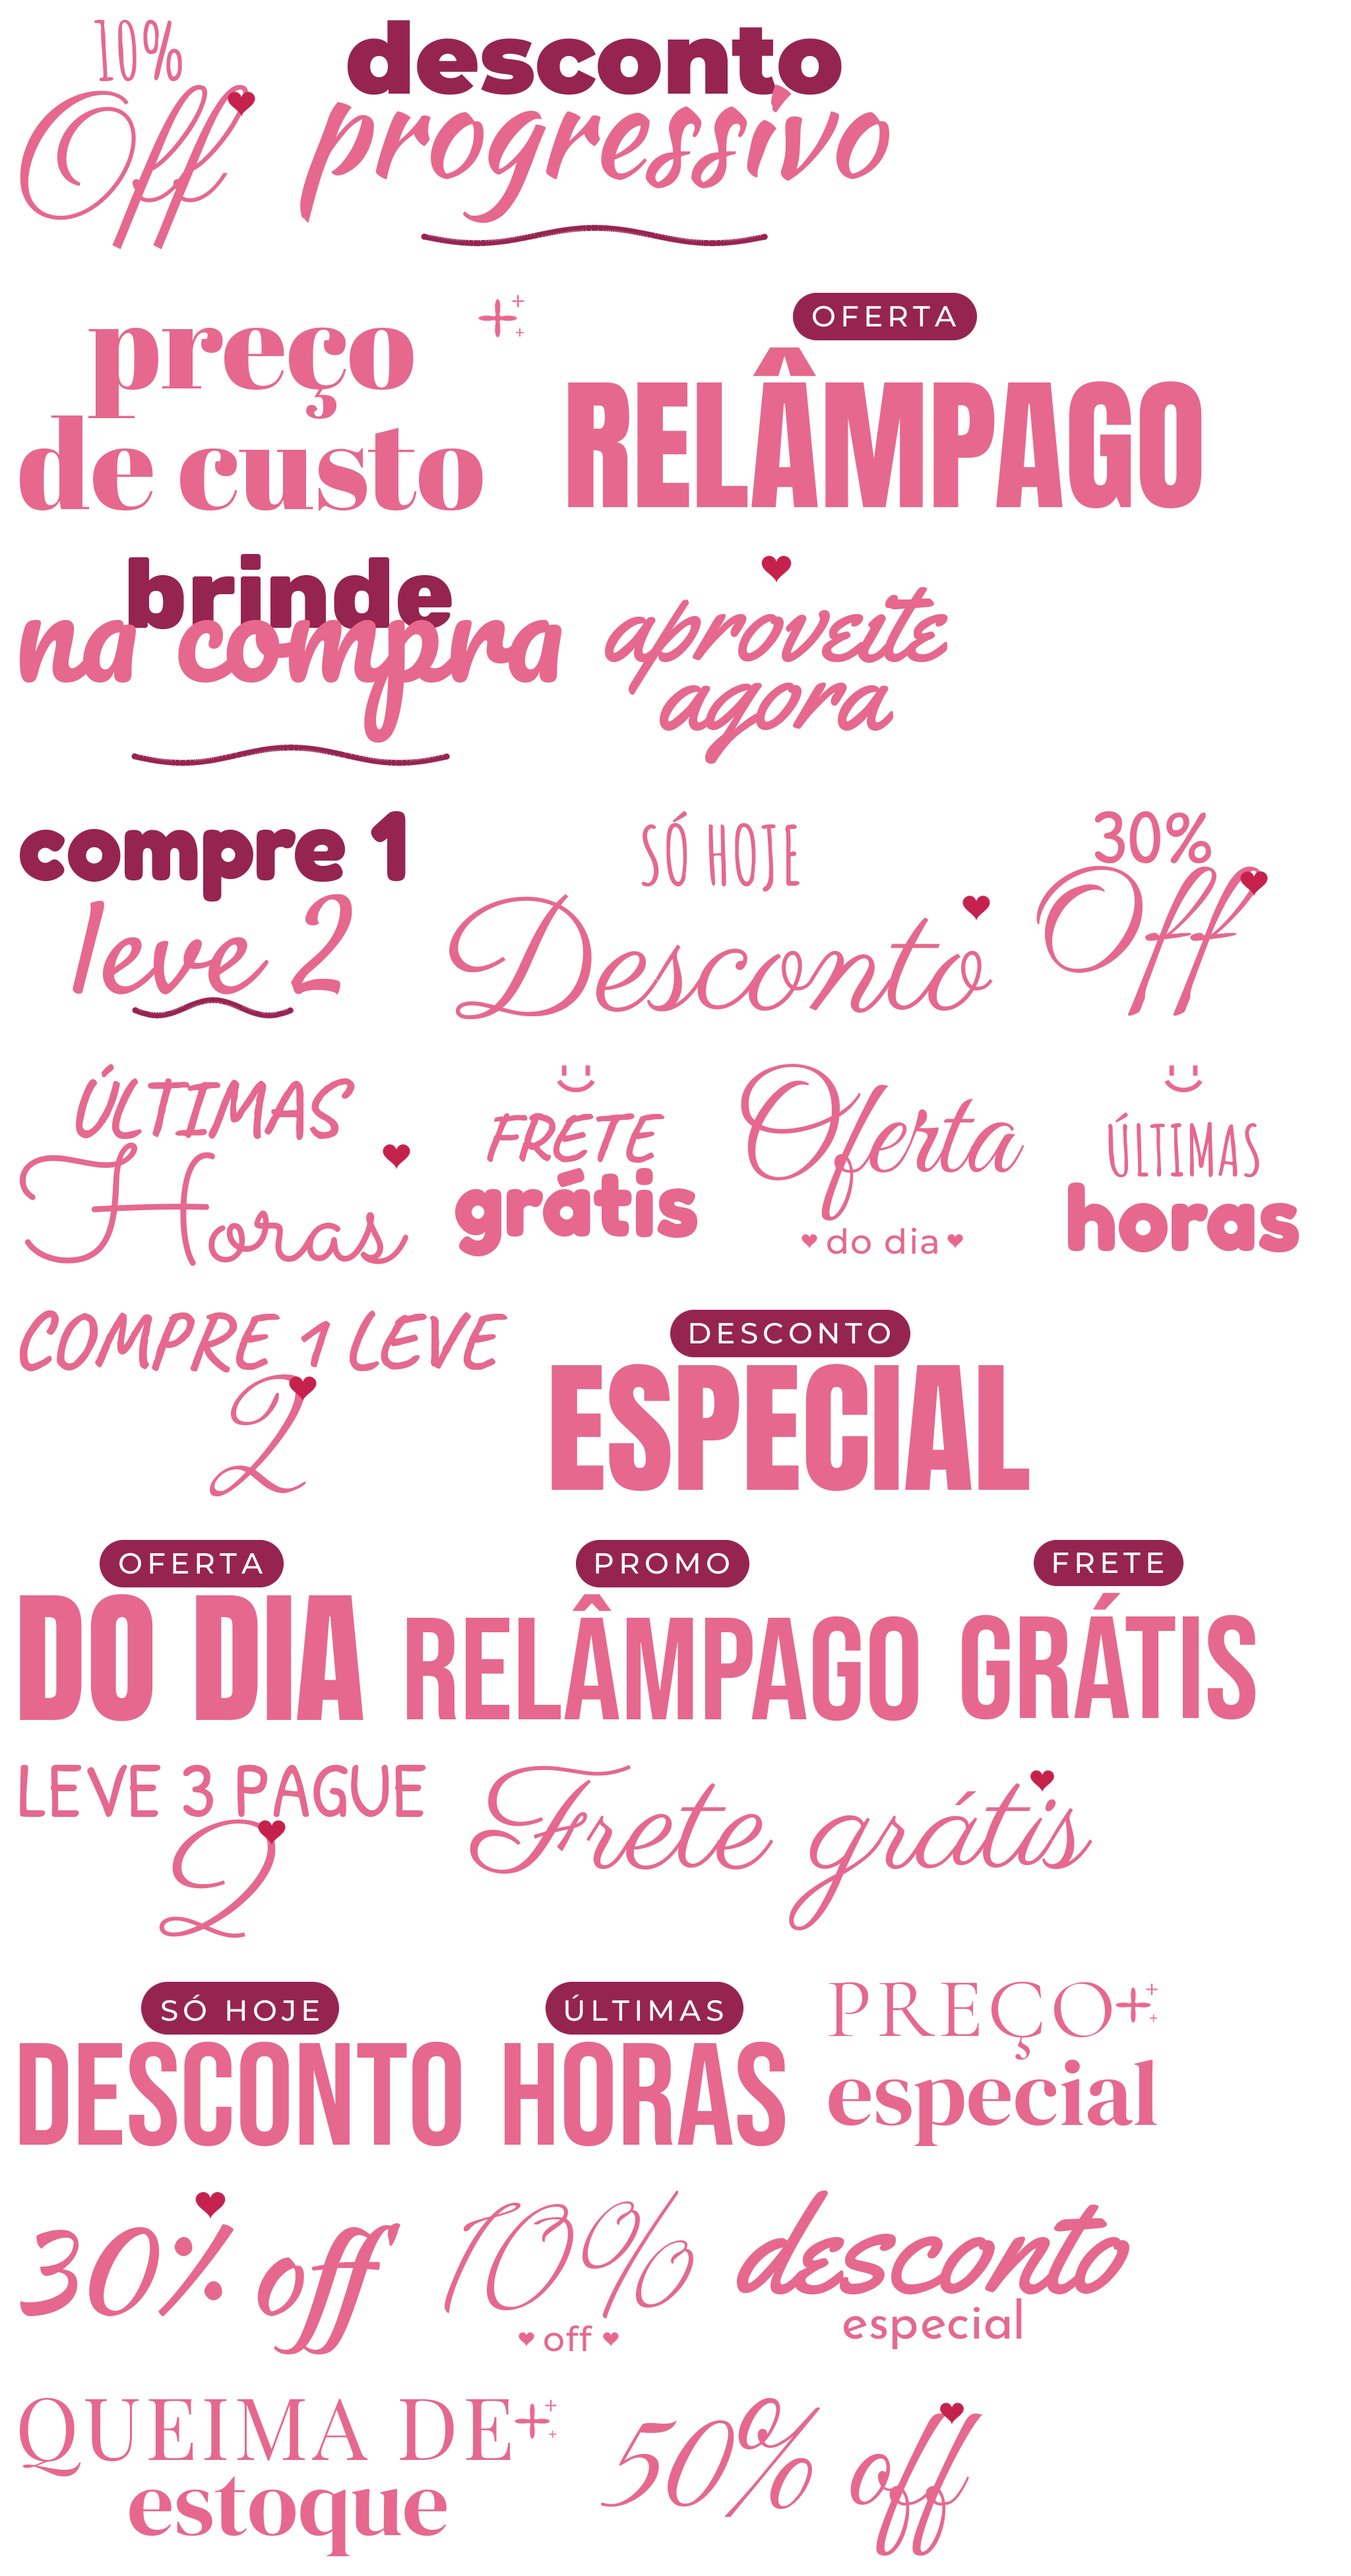 10%
Off
desconto
progressivo
preço
de custo
OFERTA
RELÂMPAGO
brinde
na compra
aproveite
agora
compre 1
leve 2
SÓ HOJE
Desconto
30%
Off
ÚLTIMAS
Horas
FRETE
grátis
Oferta
do dia
ÚLTIMAS
horas
COMPRE 1 LEVE
2
DESCONTO
ESPECIAL
OFERTA
DO DIA
PROMO
RELÂMPAGO
FRETE
GRÁTIS
LEVE 3 PAGUE
2
Frete grátis
SÓ HOJE
DESCONTO
ÚLTIMAS
HORAS
PREÇO
especial
30% off
10%
off
desconto
especial
QUEIMA DE
estoque
50% off